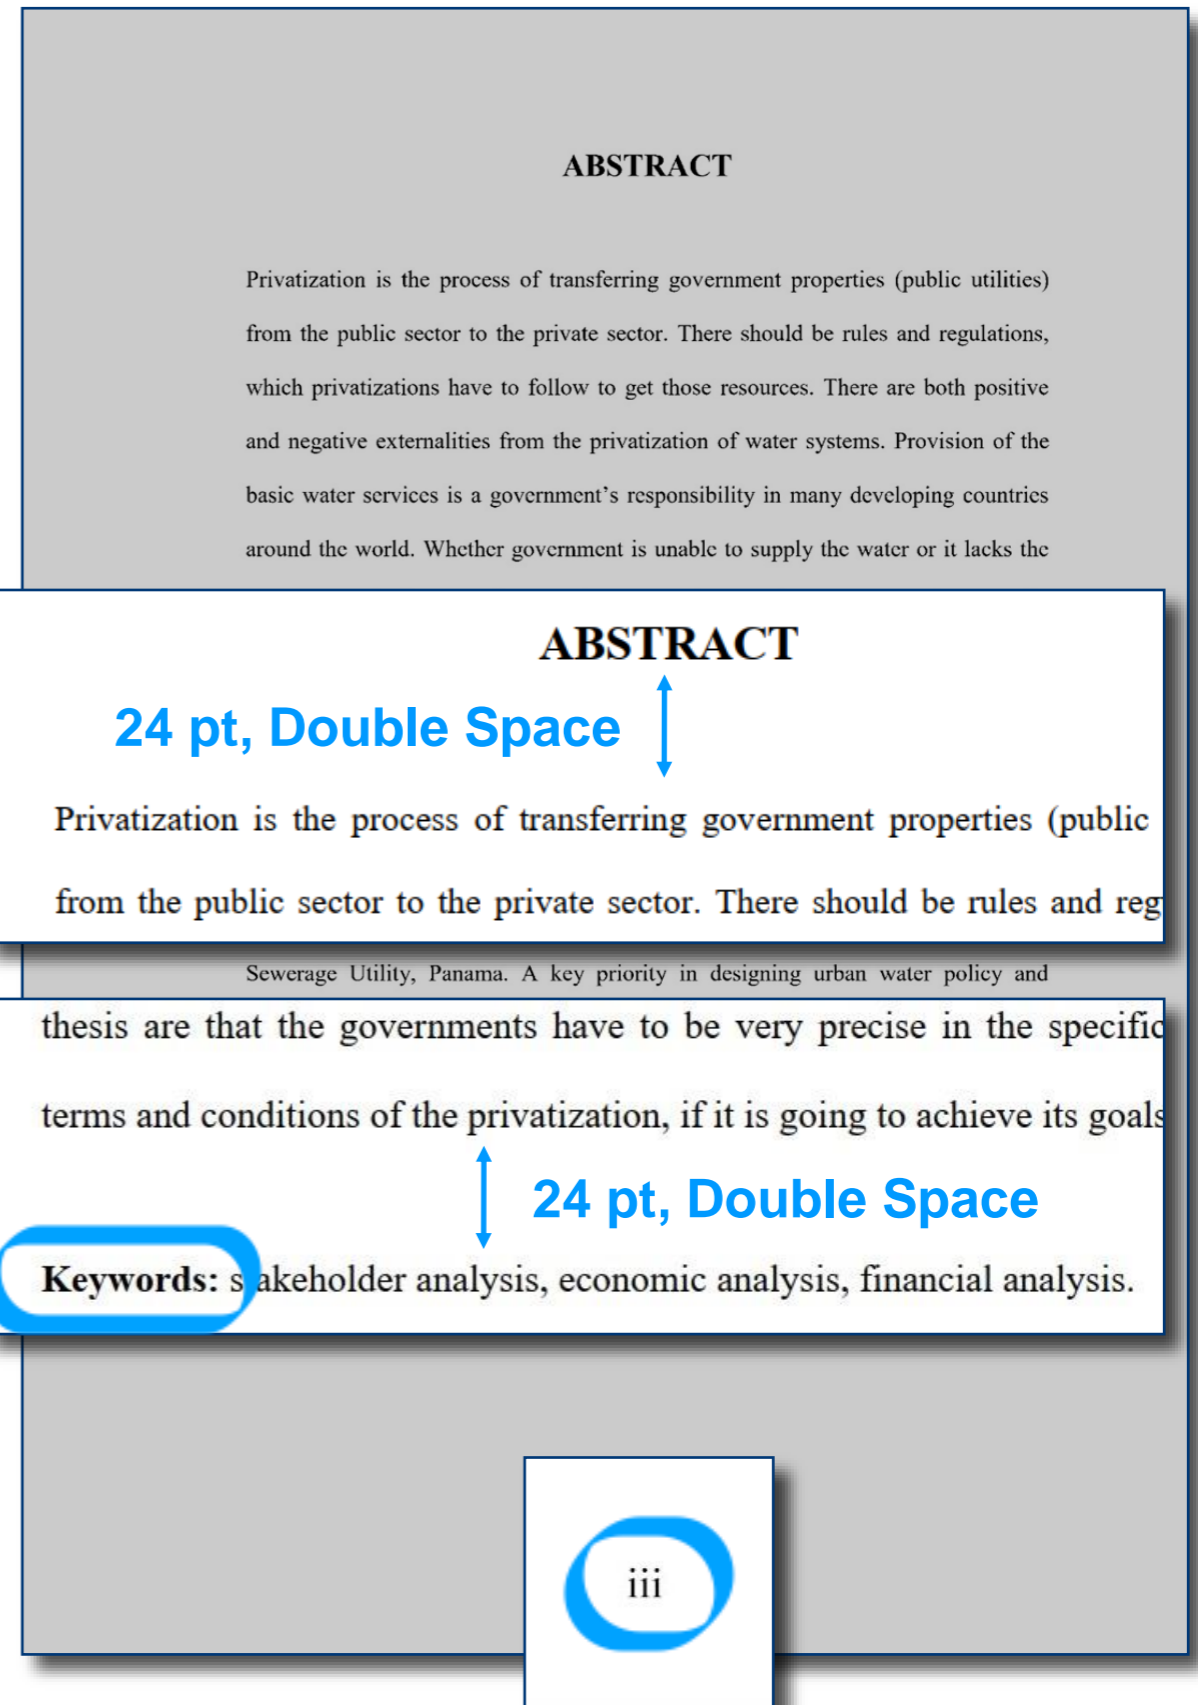 ABSTRACT
Privatization is the process of transferring government properties (public utilities)
from the public sector to the private sector. There should be rules and regulations,
which privatizations have to follow to get those resources. There are both positive
and negative externalities from the privatization of water systems. Provision of the
basic water services is a government's responsibility in many developing countries
around the world. Whether government is unable to supply the water or it lacks the
ABSTRACT
24 pt, Double Space
Privatization is the process of transferring government properties (public
from the public sector to the private sector. There should be rules and reg
Sewerage Utility, Panama. A key priority in designing urban water policy and
thesis are that the governments have to be very precise in the specific
terms and conditions of the privatization, if it is going to achieve its goals
24 pt, Double Space
Keywords: stakeholder analysis, economic analysis, financial analysis.
iii